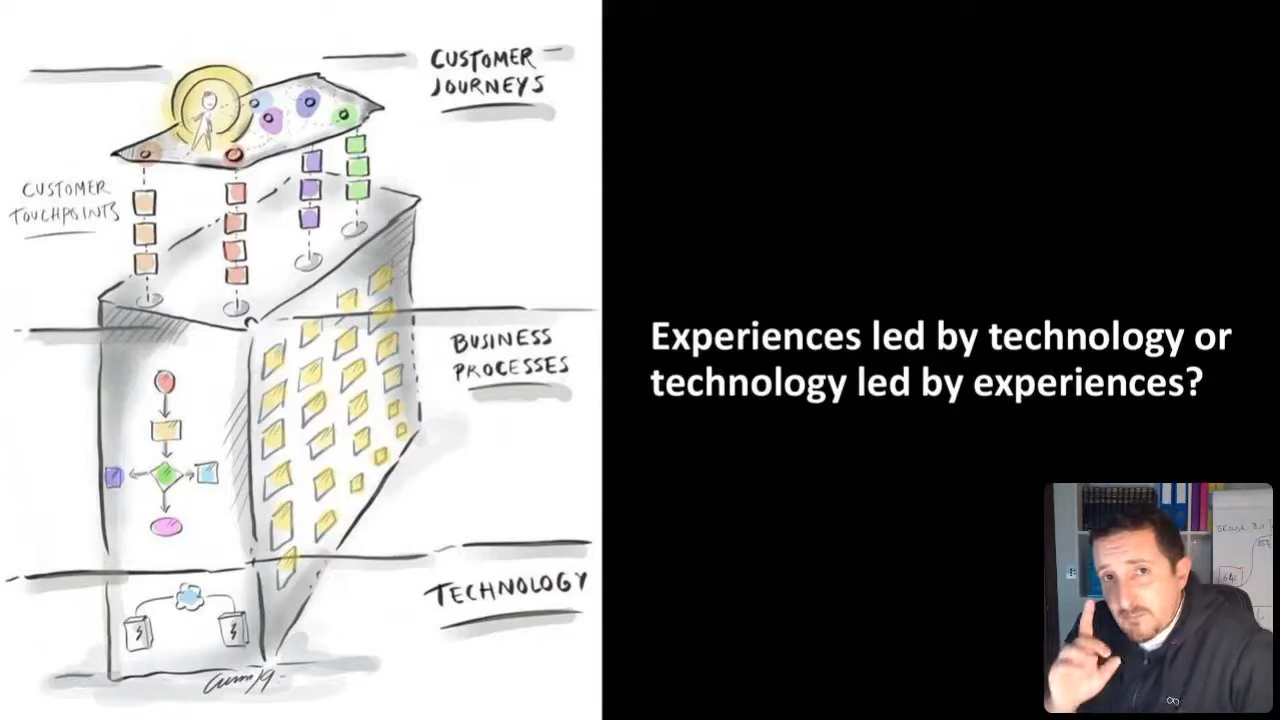 CUSTOMER
JOURNEYS
CUSTOMER
TOUCHPOINTS
BUSINESS
PROCESSES
TECHNOLOGY
Experiences led by technology or
technology led by experiences?